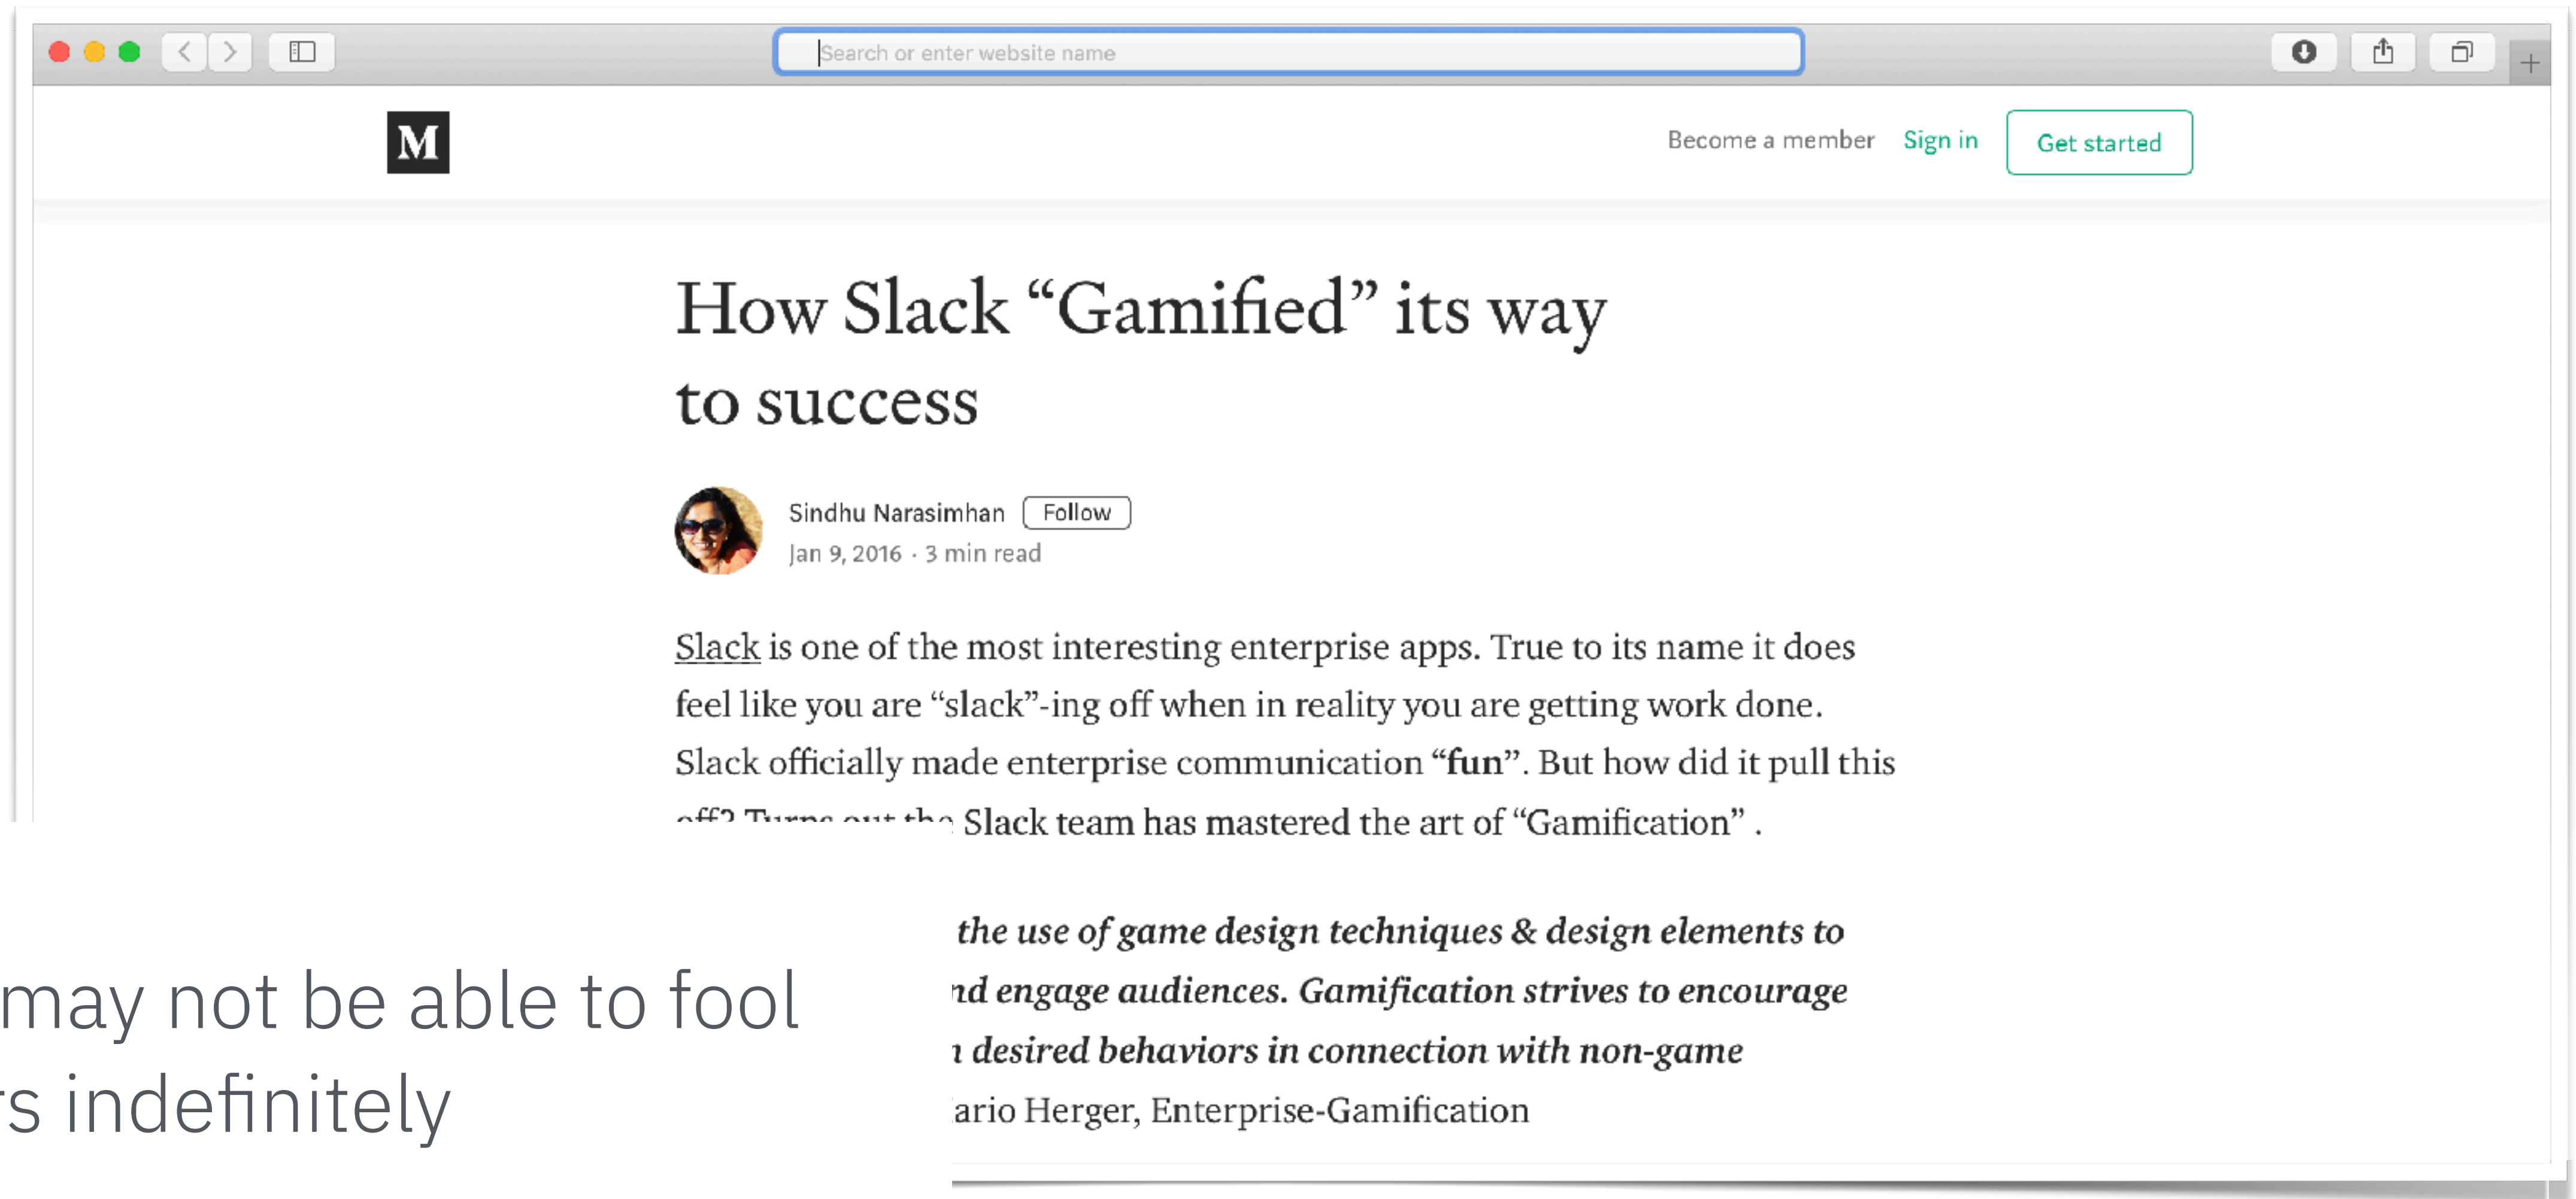 Search or enter website name
M
Become a member Sign in Get started
How Slack “Gamified” its way
to success
Sindhu Narasimhan Follow
Jan 9, 2016 · 3 min read
Slack is one of the most interesting enterprise apps. True to its name it does
feel like you are “slack”-ing off when in reality you are getting work done.
Slack officially made enterprise communication “fun”. But how did it pull this
off? Turns out the Slack team has mastered the art of “Gamification” .
the use of game design techniques & design elements to
engage audiences. Gamification strives to encourage
desired behaviors in connection with non-game
Herger, Enterprise-Gamification
may not be able to fool
indefinitely